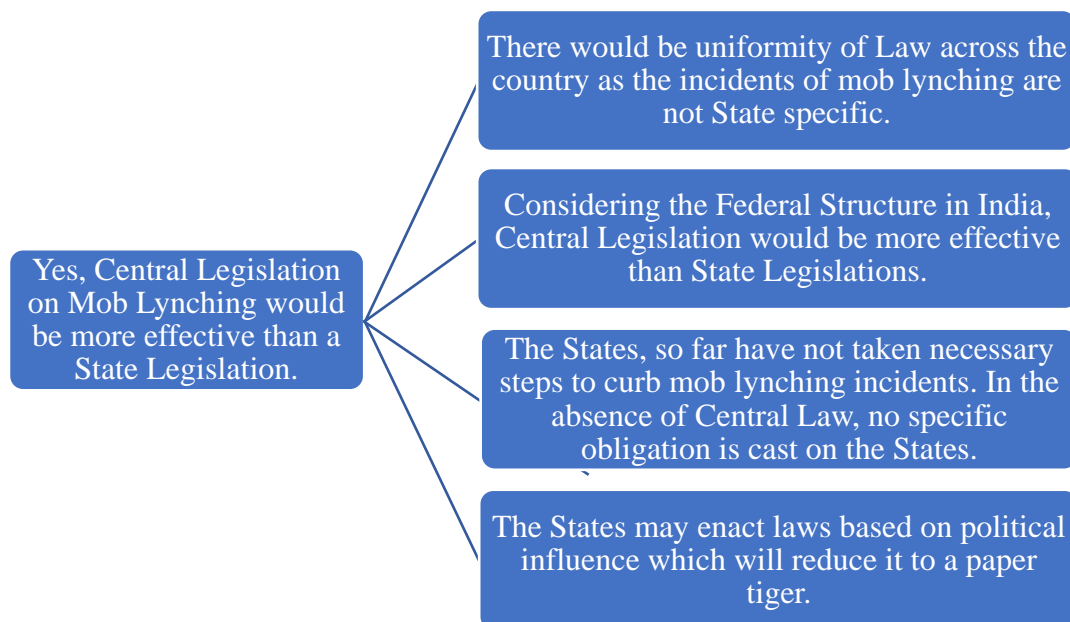 Yes, Central Legislation
on Mob Lynching would
be more effective than a
State Legislation.
There would be uniformity of Law across the
country as the incidents of mob lynching are
not State specific.
Considering the Federal Structure in India,
Central Legislation would be more effective
than State Legislations.
The States, so far have not taken necessary
steps to curb mob lynching incidents. In the
absence of Central Law, no specific
obligation is cast on the States.
The States may enact laws based on political
influence which will reduce it to a paper
tiger.